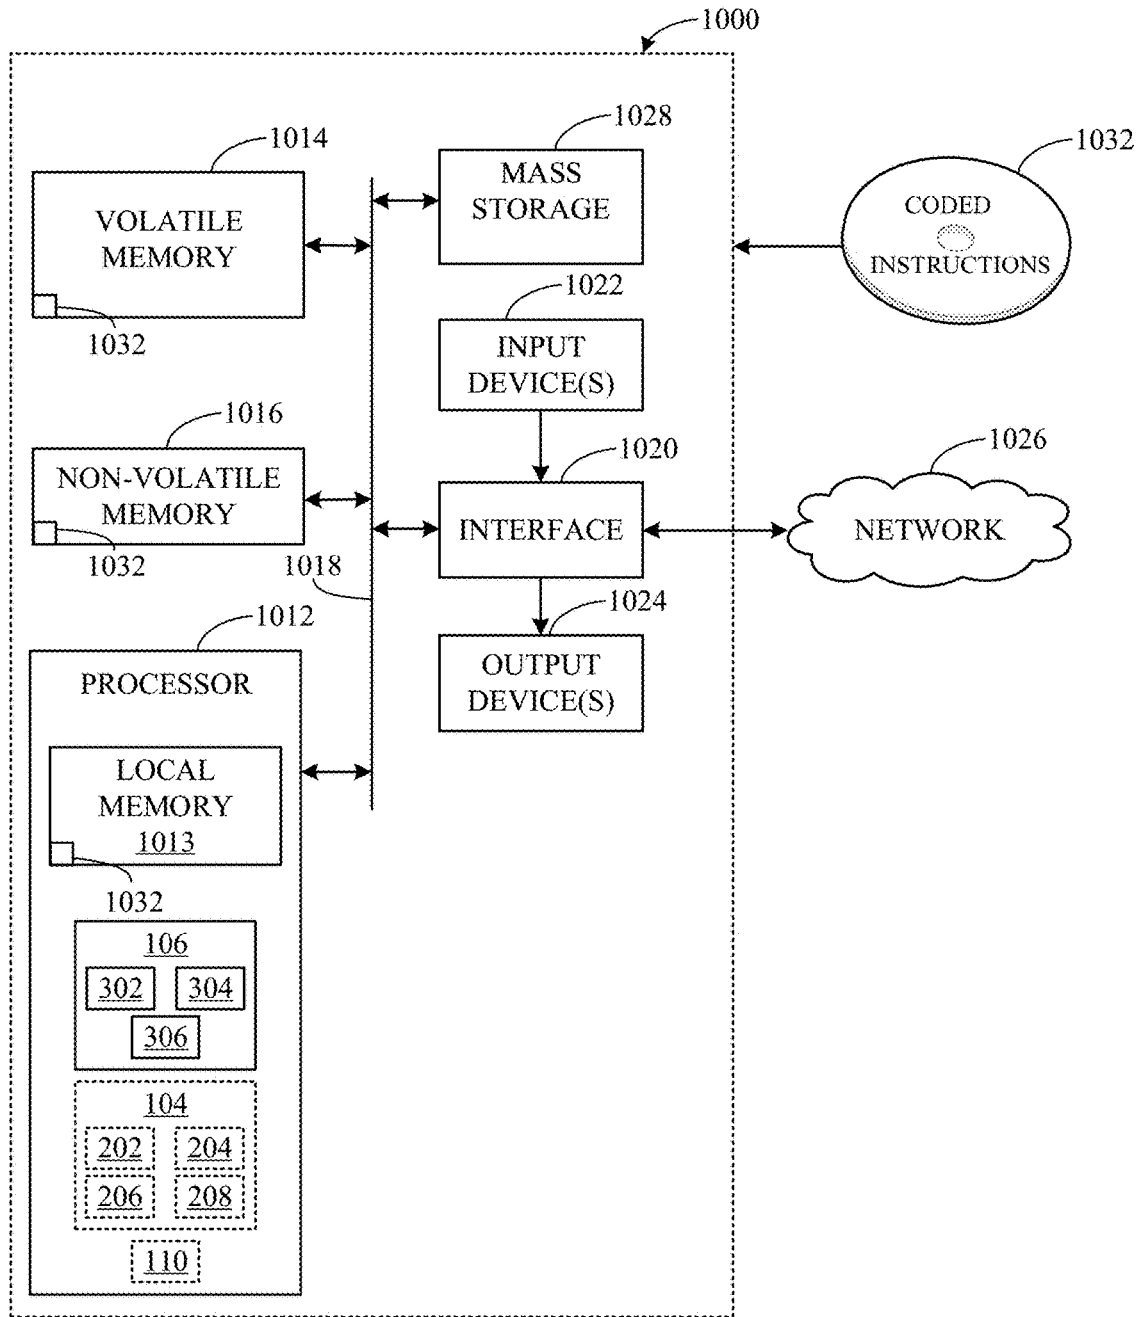 1000
1014
VOLATILE
MEMORY
1032
1028
MASS
STORAGE
1032
CODED
INSTRUCTIONS
1022
INPUT
DEVICE(S)
1016
NON-VOLATILE
MEMORY
1032
1020
INTERFACE
1026
NETWORK
1018
1024
OUTPUT
DEVICE(S)
1012
PROCESSOR
LOCAL
MEMORY
1013
1032
106
302 304
306
104
202 204
206 208
110